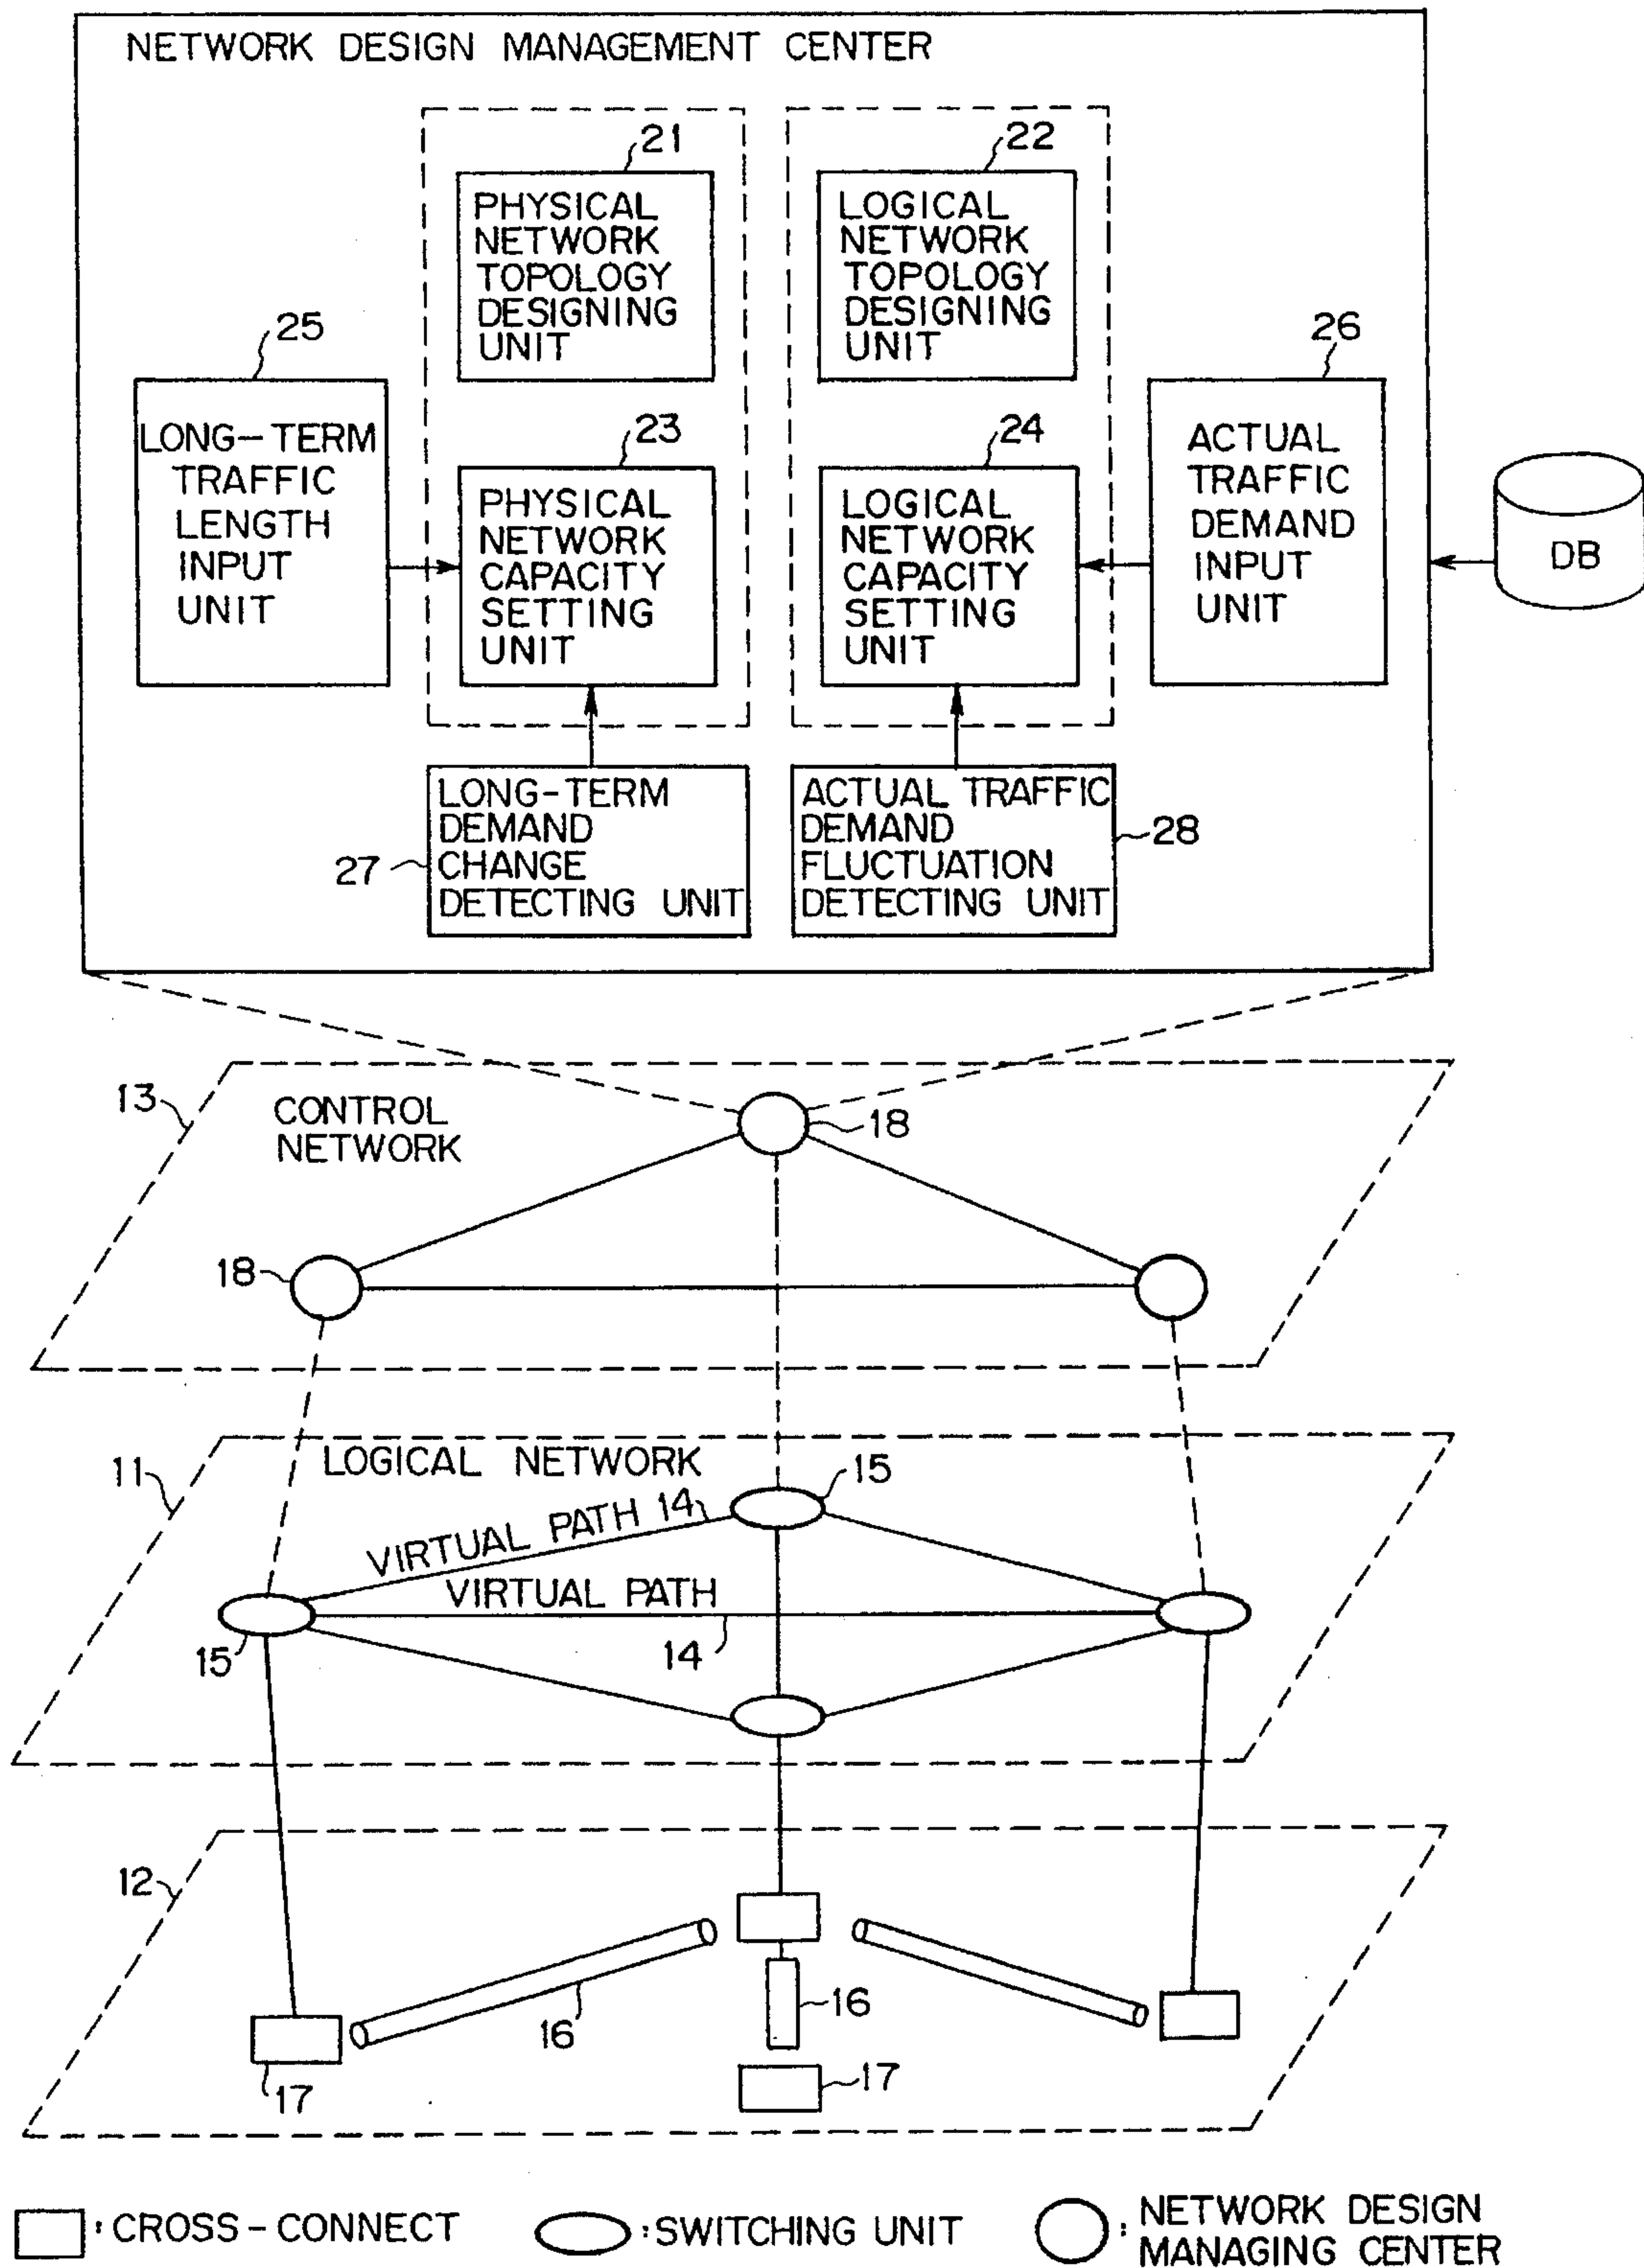 NETWORK DESIGN MANAGEMENT CENTER
21
PHYSICAL
NETWORK
TOPOLOGY
DESIGNING
UNIT
22
LOGICAL
NETWORK
TOPOLOGY
DESIGNING
UNIT
25
LONG-TERM
TRAFFIC
LENGTH
INPUT
UNIT
23
PHYSICAL
NETWORK
CAPACITY
SETTING
UNIT
24
LOGICAL
NETWORK
CAPACITY
SETTING
UNIT
26
ACTUAL
TRAFFIC
DEMAND
INPUT
UNIT
DB
27
LONG-TERM
DEMAND
CHANGE
DETECTING UNIT
ACTUAL TRAFFIC
DEMAND
FLUCTUATION
DETECTING UNIT
28
13
CONTROL
NETWORK
18
18
11
LOGICAL NETWORK
15
VIRTUAL PATH 14
VIRTUAL PATH
14
15
12
16
16
17
17
: CROSS-CONNECT
: SWITCHING UNIT
: NETWORK DESIGN
MANAGING CENTER